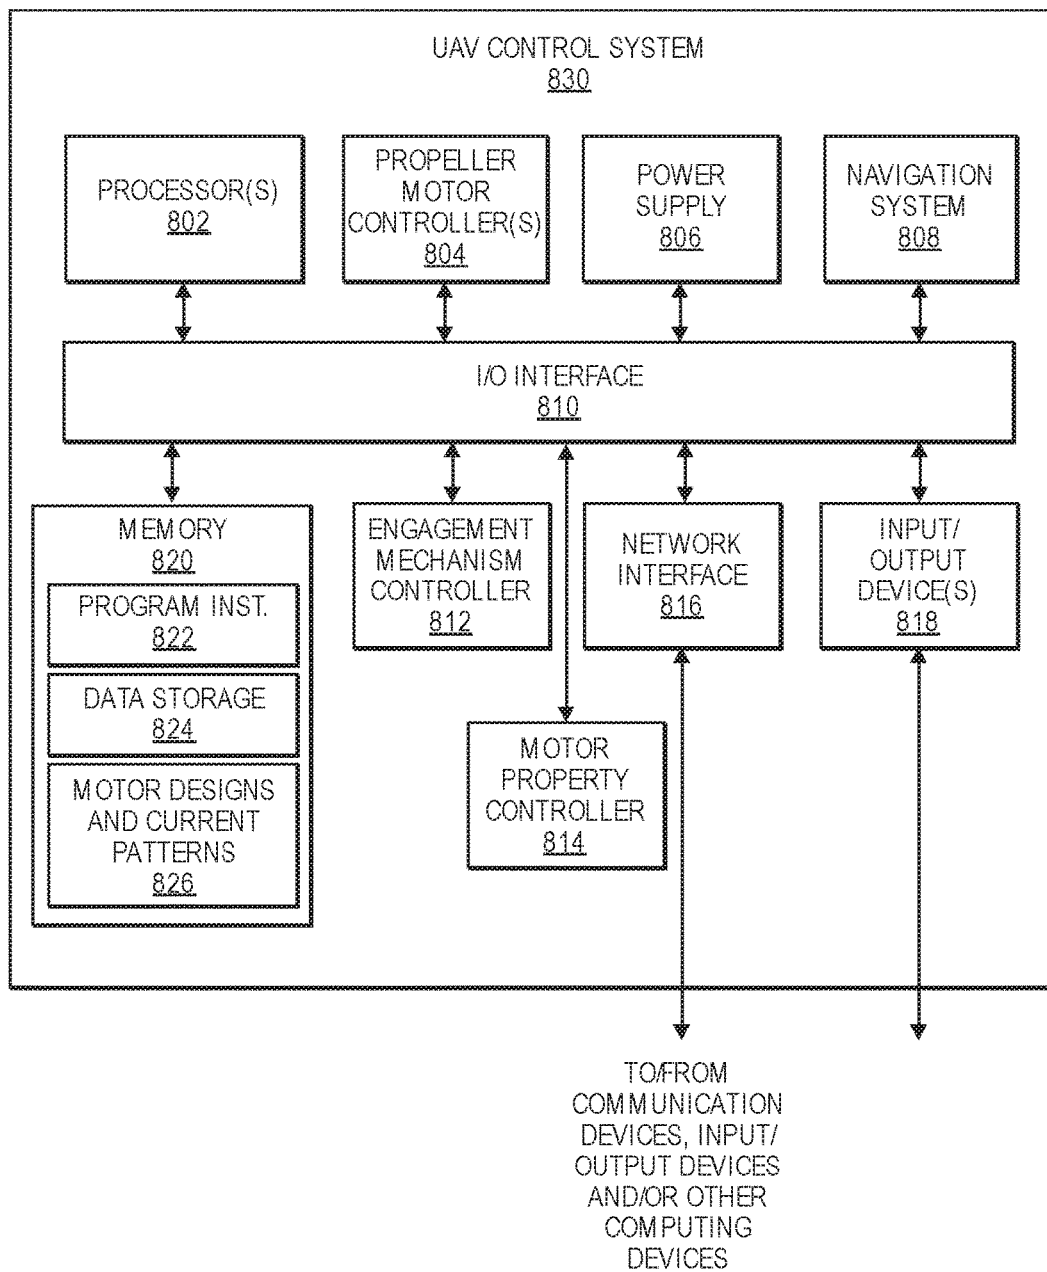 UAV CONTROL SYSTEM
830
PROCESSOR(S)
802
PROPELLER
MOTOR
CONTROLLER(S)
804
POWER
SUPPLY
806
NAVIGATION
SYSTEM
808
I/O INTERFACE
810
MEMORY
820
PROGRAM INST.
822
DATA STORAGE
824
MOTOR DESIGNS
AND CURRENT
PATTERNS
826
ENGAGEMENT
MECHANISM
CONTROLLER
812
MOTOR
PROPERTY
CONTROLLER
814
NETWORK
INTERFACE
816
INPUT/
OUTPUT
DEVICE(S)
818
TO/FROM
COMMUNICATION
DEVICES, INPUT/
OUTPUT DEVICES
AND/OR OTHER
COMPUTING
DEVICES